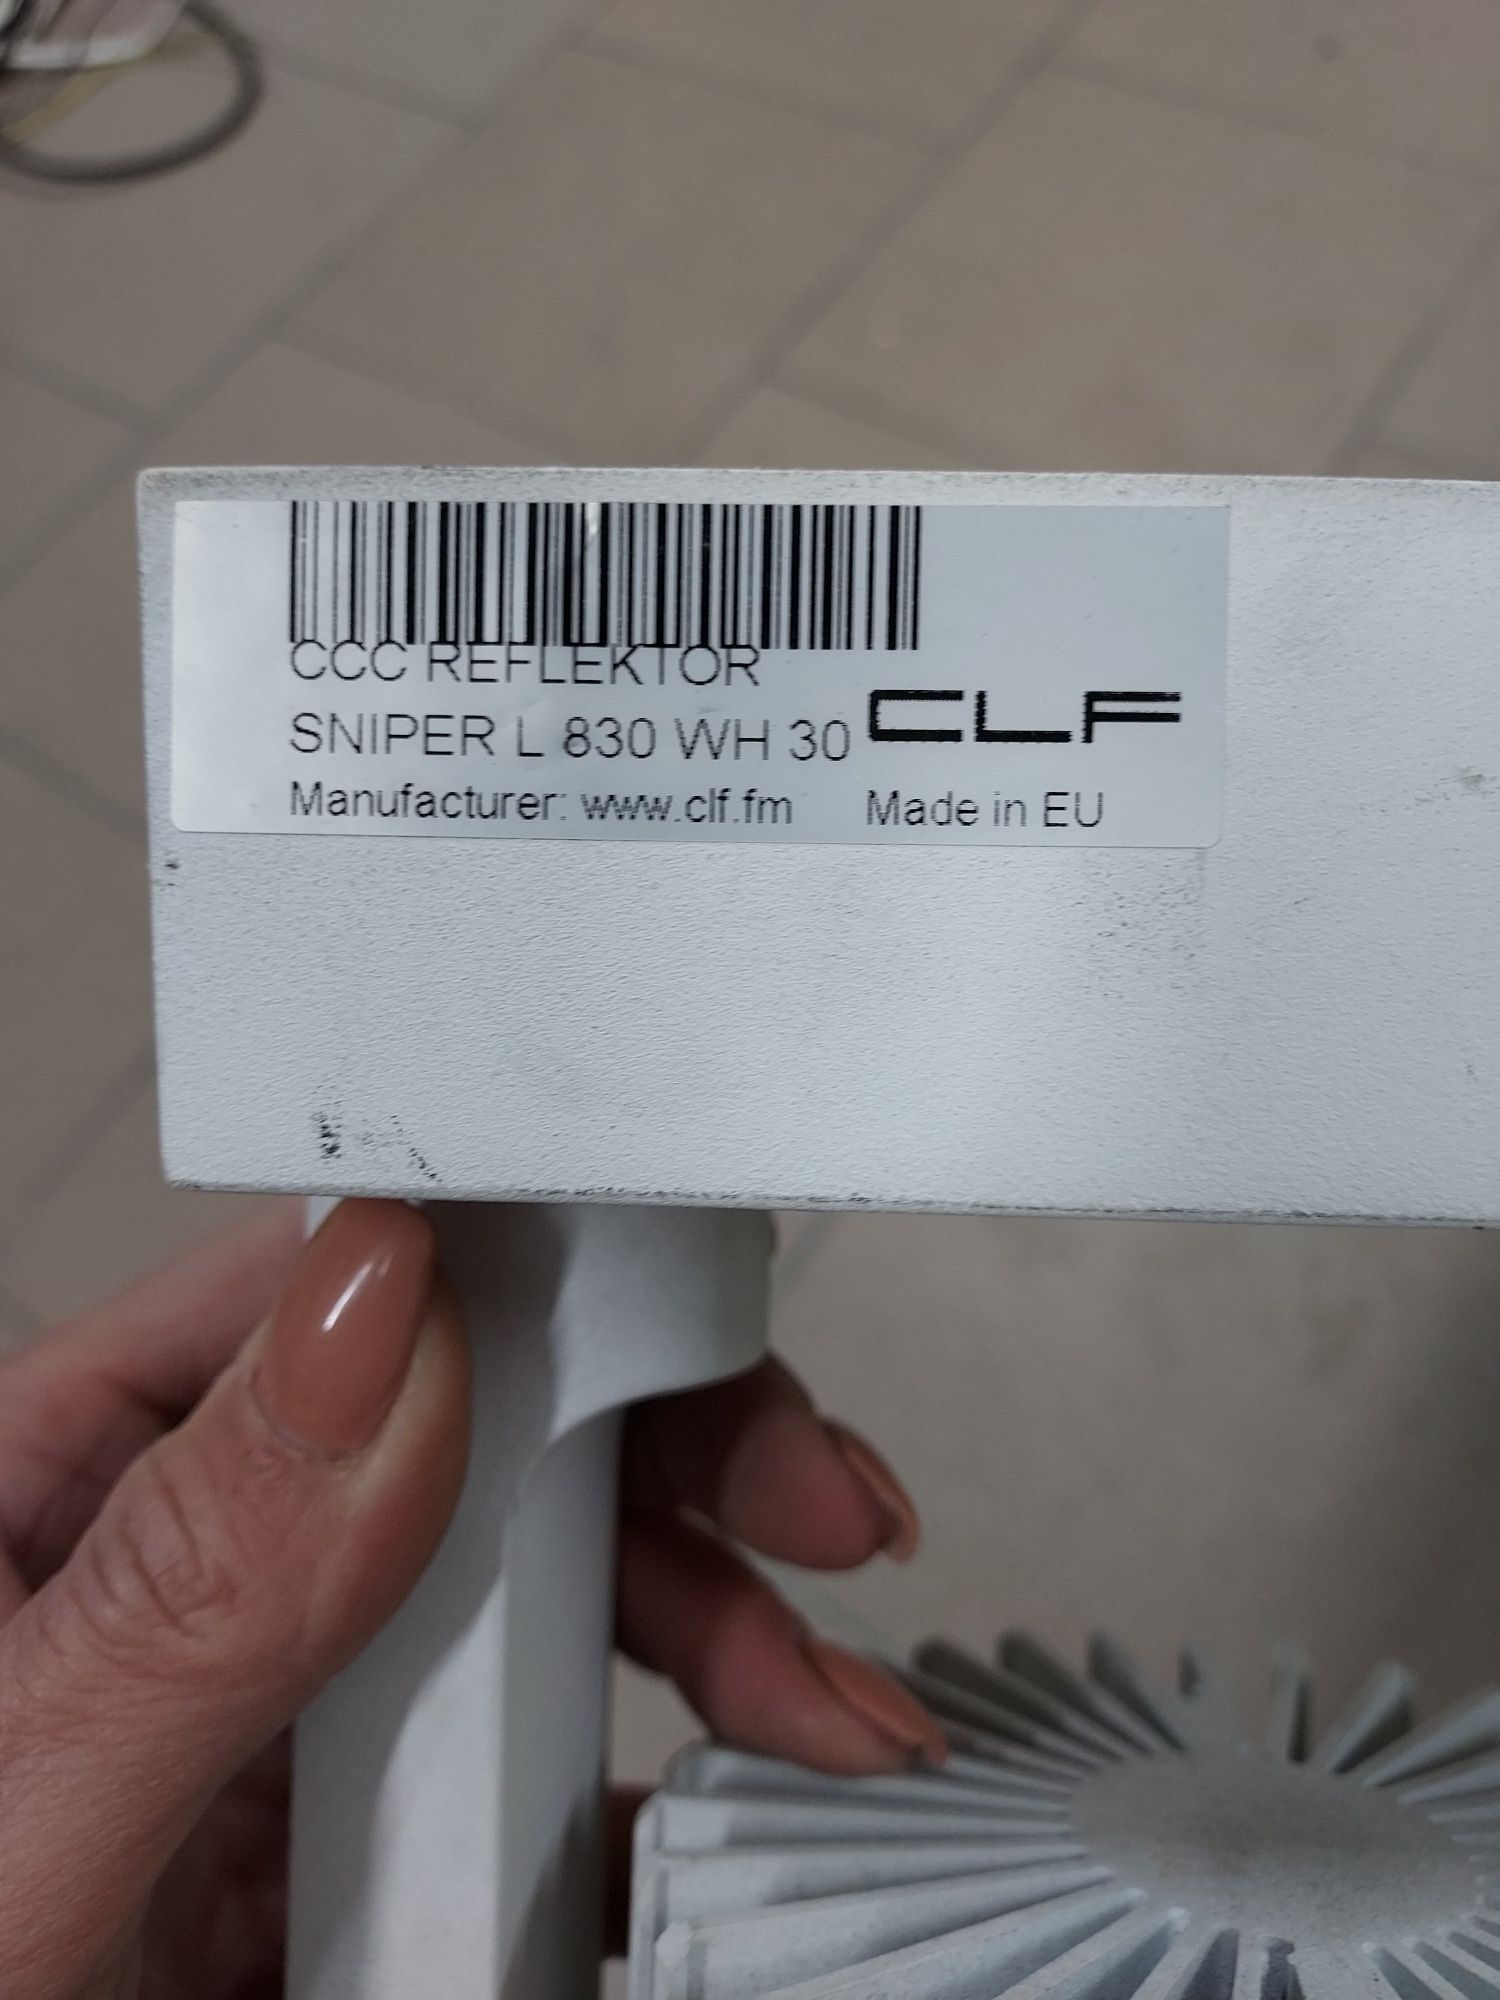 CCC REFLEKTOR
SNIPER L 830 WH 30
CLF
Manufacturer: www.clf.fm
Made in EU